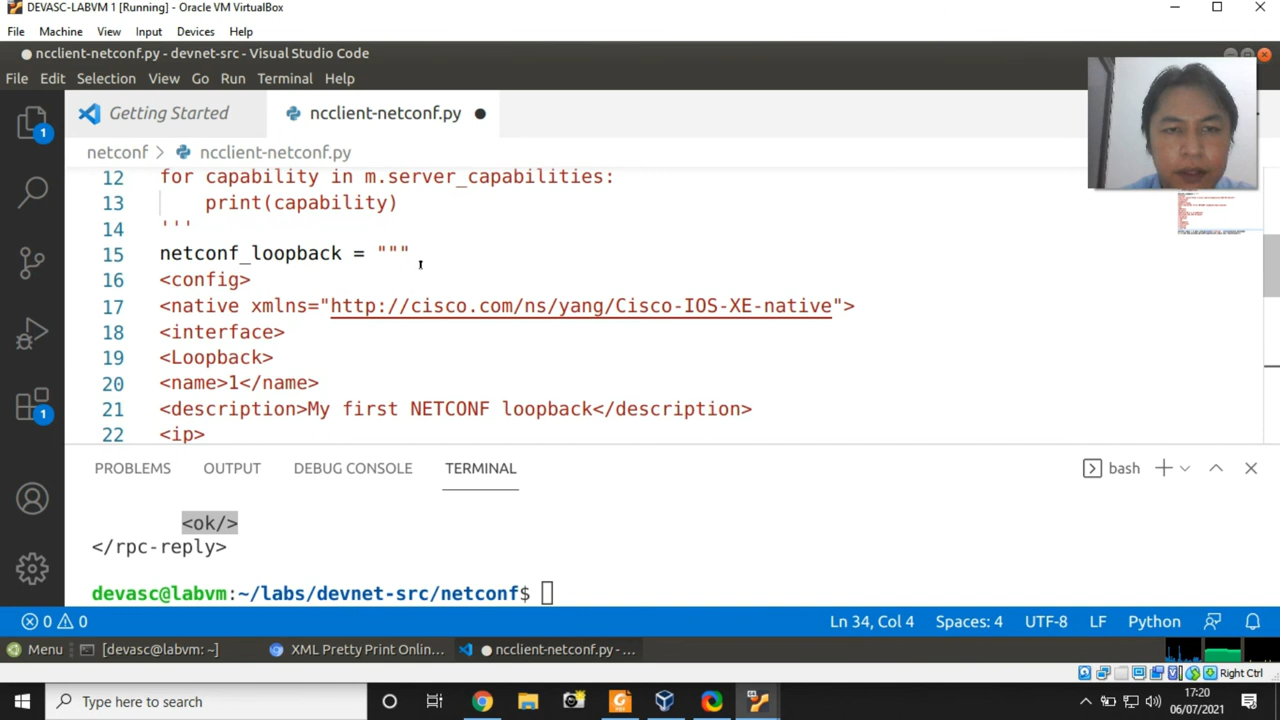 DEVASC-LABVM 1 [Running] - Oracle VM VirtualBox
File Machine View Input Devices Help
● ncclient-netconf.py - devnet-src - Visual Studio Code
File Edit Selection View Go Run Terminal Help
Getting Started
ncclient-netconf.py ●
netconf > ncclient-netconf.py
12 for capability in m.server_capabilities:
13 print(capability)
14 '''
15 netconf_loopback = """
16 <config>
17 <native xmlns="http://cisco.com/ns/yang/Cisco-IOS-XE-native">
18 <interface>
19 <Loopback>
20 <name>1</name>
21 <description>My first NETCONF loopback</description>
22 <ip>
1
1
PROBLEMS OUTPUT DEBUG CONSOLE TERMINAL
bash
<ok/>
</rpc-reply>
devasc@labvm:~/labs/devnet-src/netconf$
0 0 Ln 34, Col 4 Spaces: 4 UTF-8 LF Python
Menu [devasc@labvm: ~] XML Pretty Print Onlin... ● ncclient-netconf.py - ...
Right Ctrl
Type here to search
17:20
06/07/2021